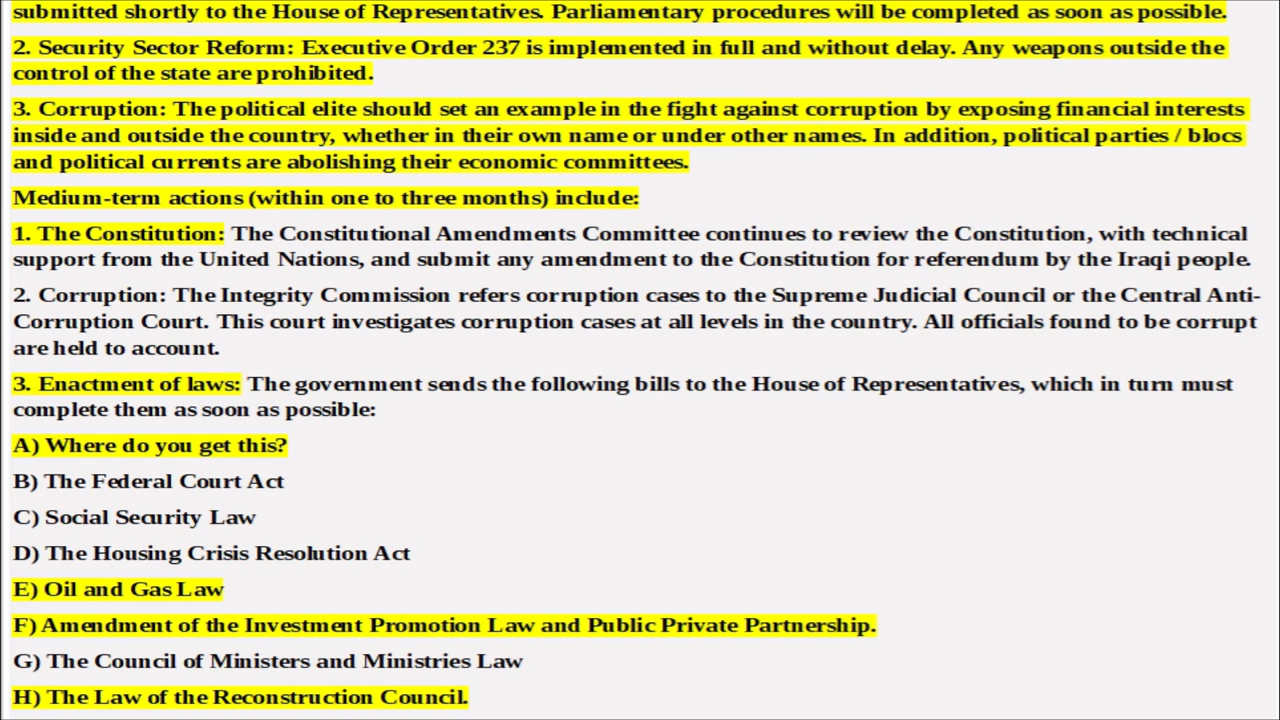 submitted shortly to the House of Representatives. Parliamentary procedures will be completed as soon as possible.
2. Security Sector Reform: Executive Order 237 is implemented in full and without delay. Any weapons outside the
control of the state are prohibited.
3. Corruption: The political elite should set an example in the fight against corruption by exposing financial interests
inside and outside the country, whether in their own name or under other names. In addition, political parties / blocs
and political currents are abolishing their economic committees.
Medium-term actions (within one to three months) include:
1. The Constitution: The Constitutional Amendments Committee continues to review the Constitution, with technical
support from the United Nations, and submit any amendment to the Constitution for referendum by the Iraqi people.
2. Corruption: The Integrity Commission refers corruption cases to the Supreme Judicial Council or the Central Anti-
Corruption Court. This court investigates corruption cases at all levels in the country. All officials found to be corrupt
are held to account.
3. Enactment of laws: The government sends the following bills to the House of Representatives, which in turn must
complete them as soon as possible:
A) Where do you get this?
B) The Federal Court Act
C) Social Security Law
D) The Housing Crisis Resolution Act
E) Oil and Gas Law
F) Amendment of the Investment Promotion Law and Public Private Partnership.
G) The Council of Ministers and Ministries Law
H) The Law of the Reconstruction Council.